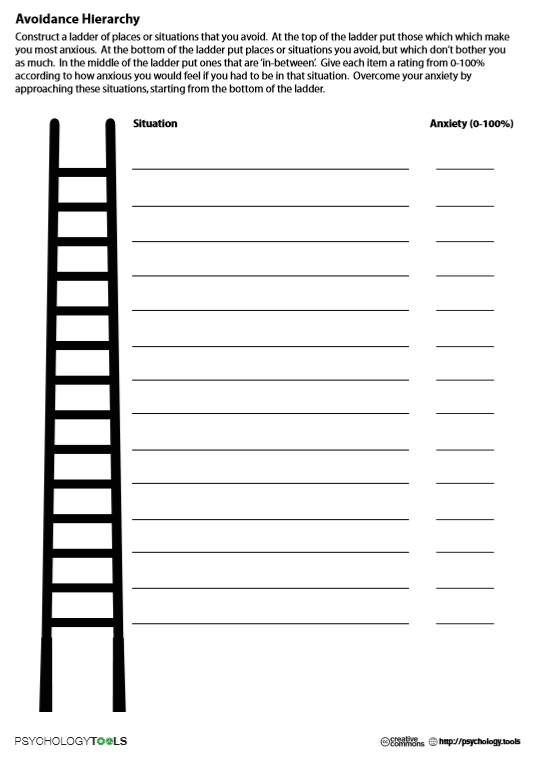 Avoidance Hierarchy
Construct a ladder of places or situations that you avoid. At the top of the ladder put those which which make
you most anxious. At the bottom of the ladder put places or situations you avoid, but which don't bother you
as much. In the middle of the ladder put ones that are 'in-between'. Give each item a rating from 0-100%
according to how anxious you would feel if you had to be in that situation. Overcome your anxiety by
approaching these situations, starting from the bottom of the ladder.
Situation Anxiety (0-100%)
PSYCHOLOGYTOOLS
cc creative commons http://psychology.tools